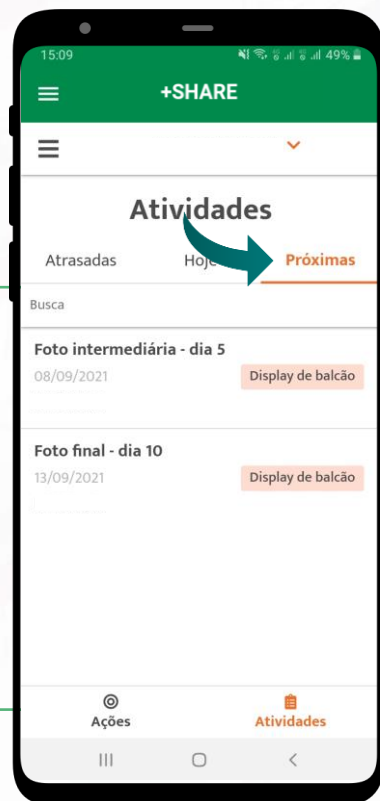 15:09 49%
+SHARE
Atividades
Atrasadas Hoje Próximas
Busca
Foto intermediária - dia 5
08/09/2021 Display de balcão
Foto final - dia 10
13/09/2021 Display de balcão
Ações Atividades